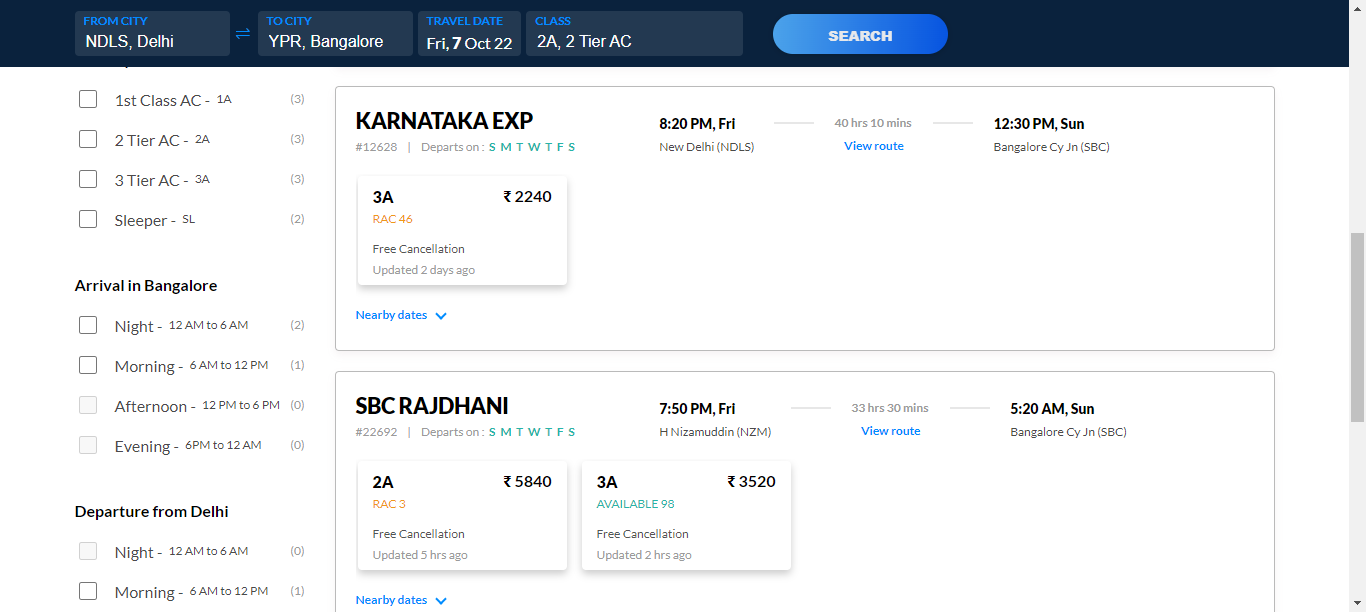 FROM CITY
NDLS, Delhi
TO CITY
YPR, Bangalore
TRAVEL DATE
Fri, 7 Oct 22
CLASS
2A, 2 Tier AC
SEARCH
1st Class AC - 1A (3)
2 Tier AC - 2A (3)
3 Tier AC - 3A (3)
Sleeper - SL (2)
Arrival in Bangalore
Night - 12 AM to 6 AM (2)
Morning - 6 AM to 12 PM (1)
Afternoon - 12 PM to 6 PM (0)
Evening - 6PM to 12 AM (0)
Departure from Delhi
Night - 12 AM to 6 AM (0)
Morning - 6 AM to 12 PM (1)
KARNATAKA EXP
#12628 | Departs on : S M T W T F S
8:20 PM, Fri
New Delhi (NDLS)
40 hrs 10 mins
View route
12:30 PM, Sun
Bangalore Cy Jn (SBC)
3A ₹ 2240
RAC 46
Free Cancellation
Updated 2 days ago
Nearby dates
SBC RAJDHANI
#22692 | Departs on : S M T W T F S
7:50 PM, Fri
H Nizamuddin (NZM)
33 hrs 30 mins
View route
5:20 AM, Sun
Bangalore Cy Jn (SBC)
2A ₹ 5840
RAC 3
Free Cancellation
Updated 5 hrs ago
3A ₹ 3520
AVAILABLE 98
Free Cancellation
Updated 2 hrs ago
Nearby dates